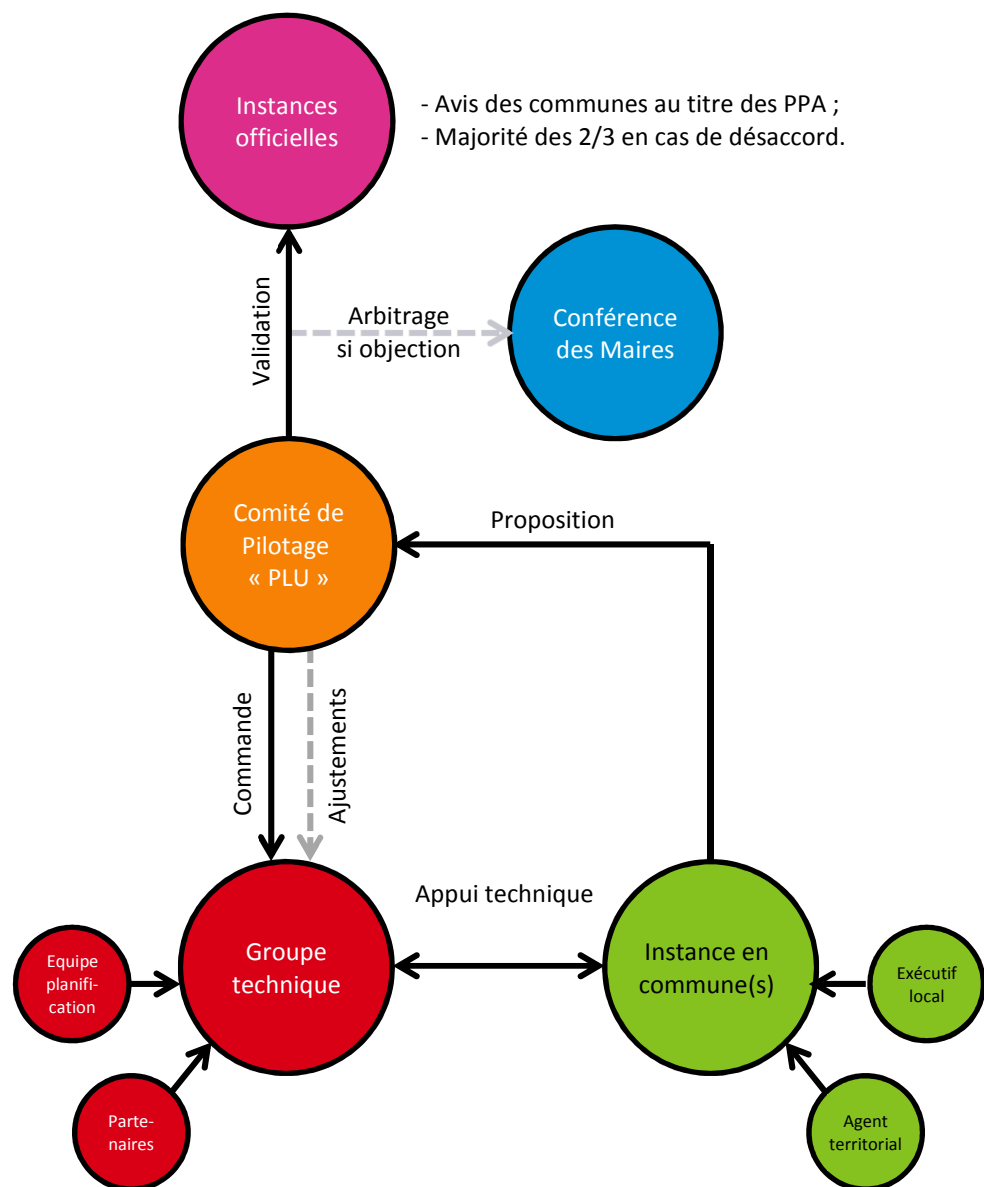 Instances
officielles
- Avis des communes au titre des PPA ;
- Majorité des 2/3 en cas de désaccord.
Validation
Arbitrage
si objection
Conférence
des Maires
Comité de
Pilotage
« PLU »
Proposition
Commande
Ajustements
Appui technique
Groupe
technique
Instance en
commune(s)
Equipe
planifi-
cation
Exécutif
local
Parte-
naires
Agent
territorial